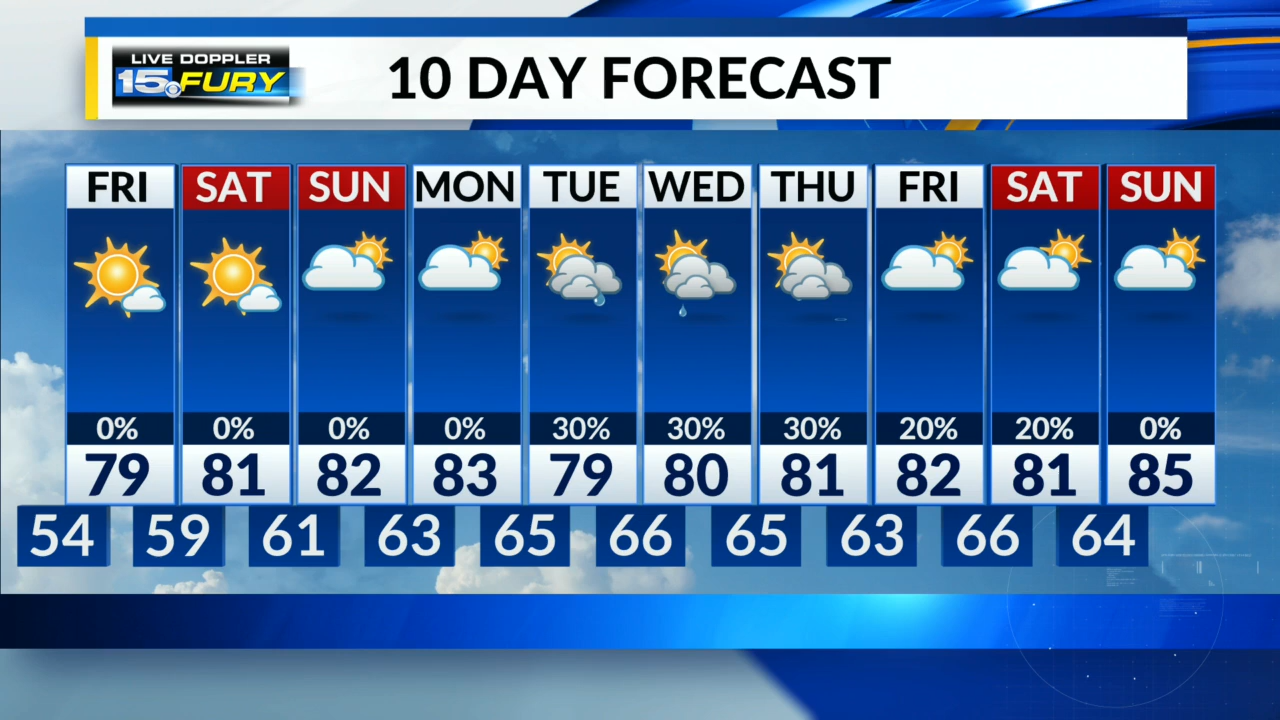 LIVE DOPPLER
15 FURY
10 DAY FORECAST
FRI SAT SUN MON TUE WED THU FRI SAT SUN
0% 0% 0% 0% 30% 30% 30% 20% 20% 0%
79 81 82 83 79 80 81 82 81 85
54 59 61 63 65 66 65 63 66 64